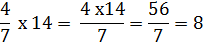 4/7 x 14 = 4 x14/7 = 56/7 = 8